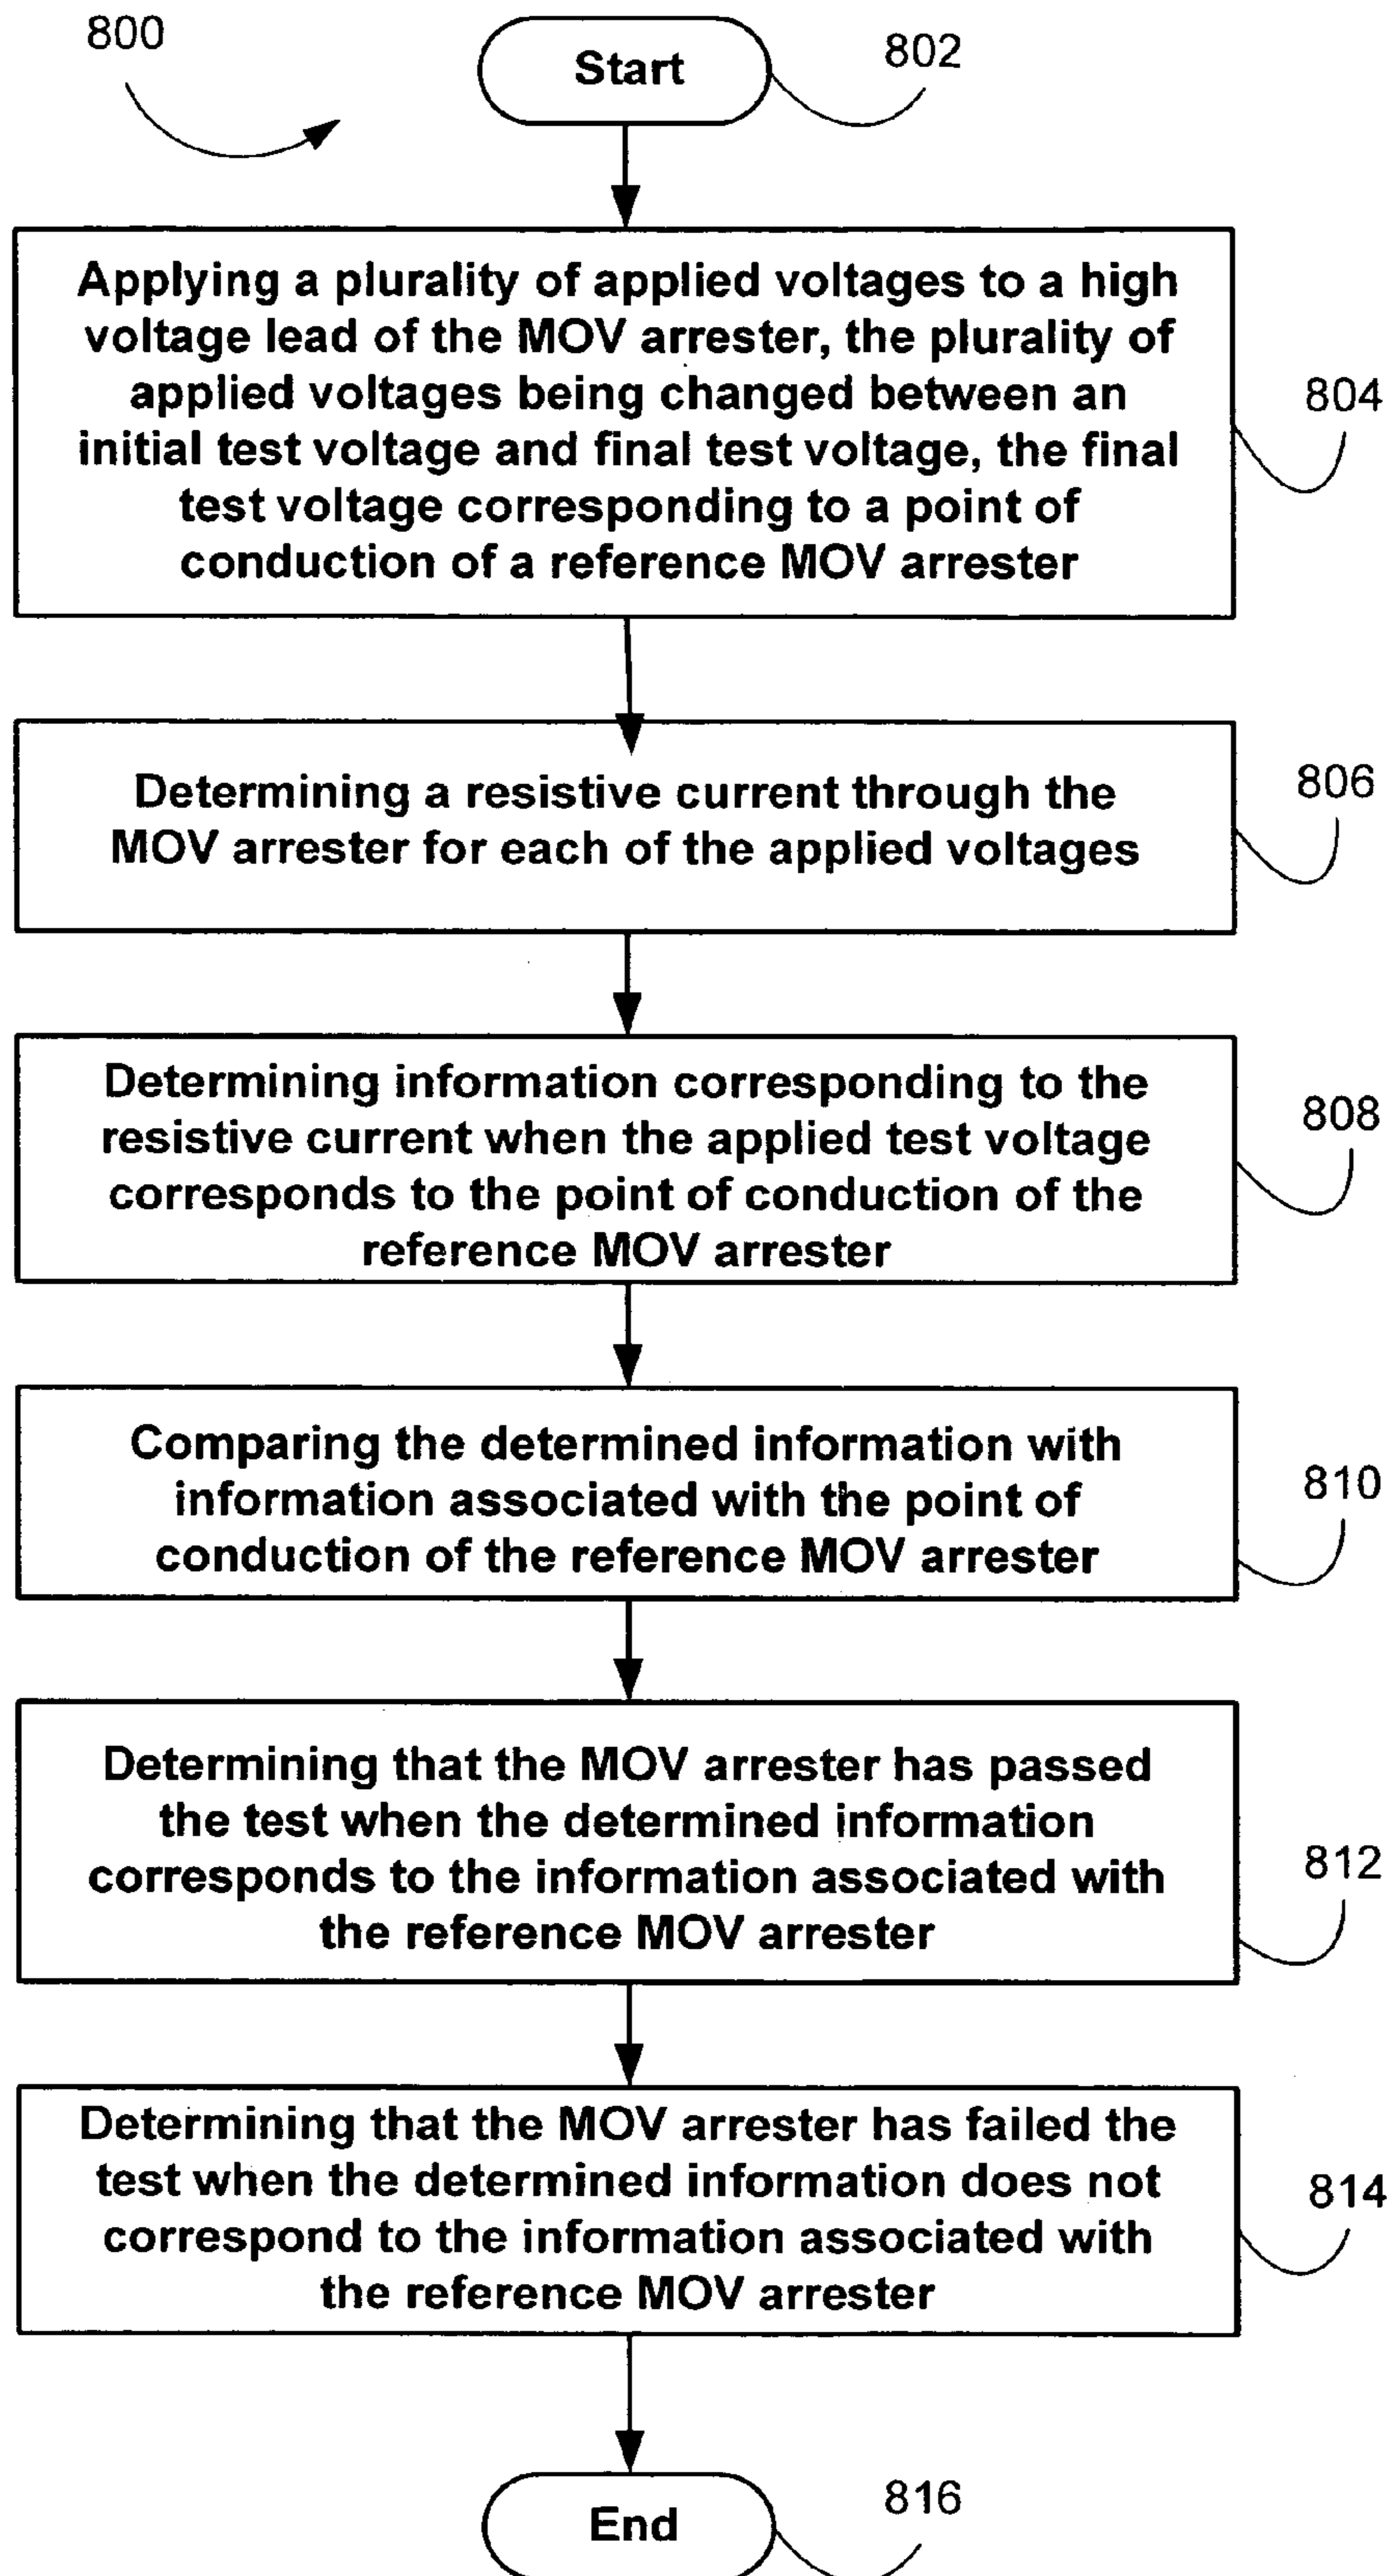 800
Start
802
Applying a plurality of applied voltages to a high
voltage lead of the MOV arrester, the plurality of
applied voltages being changed between an
initial test voltage and final test voltage, the final
test voltage corresponding to a point of
conduction of a reference MOV arrester
804
Determining a resistive current through the
MOV arrester for each of the applied voltages
806
Determining information corresponding to the
resistive current when the applied test voltage
corresponds to the point of conduction of the
reference MOV arrester
808
Comparing the determined information with
information associated with the point of
conduction of the reference MOV arrester
810
Determining that the MOV arrester has passed
the test when the determined information
corresponds to the information associated with
the reference MOV arrester
812
Determining that the MOV arrester has failed the
test when the determined information does not
correspond to the information associated with
the reference MOV arrester
814
End
816